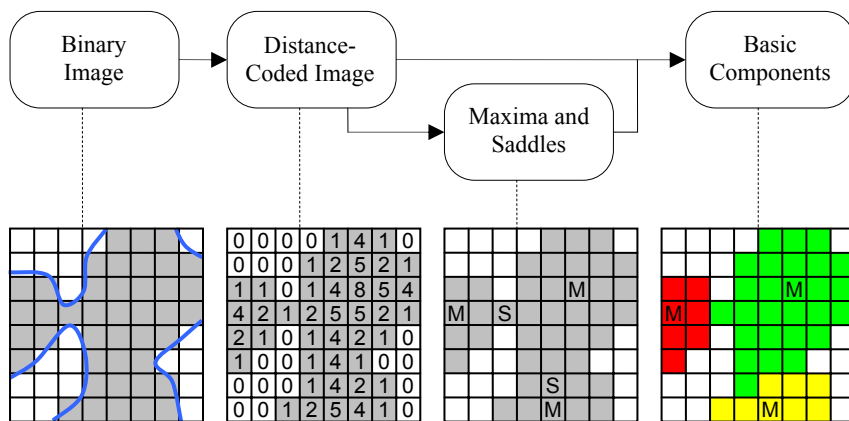 Binary
Image
Distance-
Coded Image
Maxima and
Saddles
Basic
Components
0 0 0 0 1 4 1 0
0 0 0 1 2 5 2 1
1 1 0 1 4 8 5 4
4 2 1 2 5 5 2 1
2 1 0 1 4 2 1 0
1 0 0 1 4 1 0 0
0 0 0 1 4 2 1 0
0 0 1 2 5 4 1 0
M
M S
S
M
M
M
M